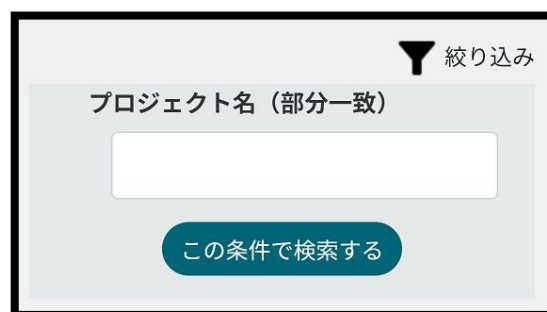 絞り込み
プロジェクト名（部分一致）
この条件で検索する